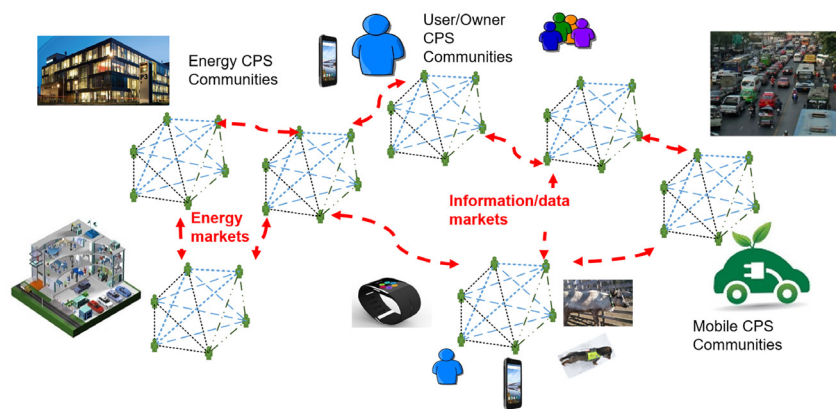 User/Owner
CPS
Communities
Energy CPS
Communities
Energy
markets
Information/data
markets
Mobile CPS
Communities